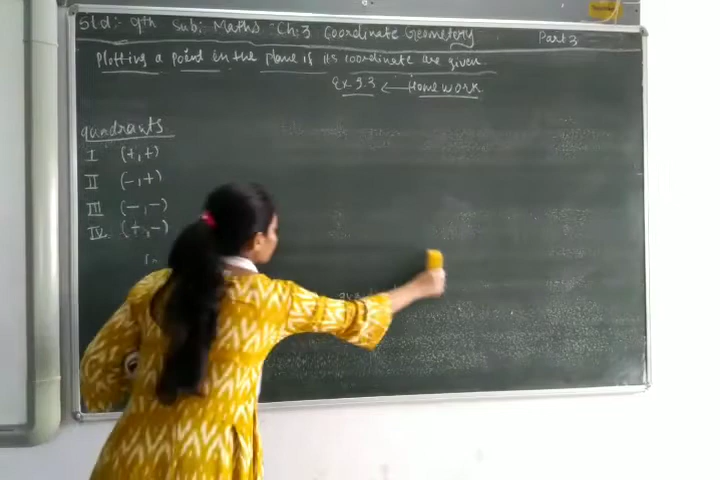 Std:- 9th Sub: Maths Ch:3 Coordinate Geometery Part 3
Plotting a point in the plane if its coordinate are given.
Ex 3.3 ← Home work
quadrants
I (+,+)
II (-,+)
III (-,-)
IV (+,-)